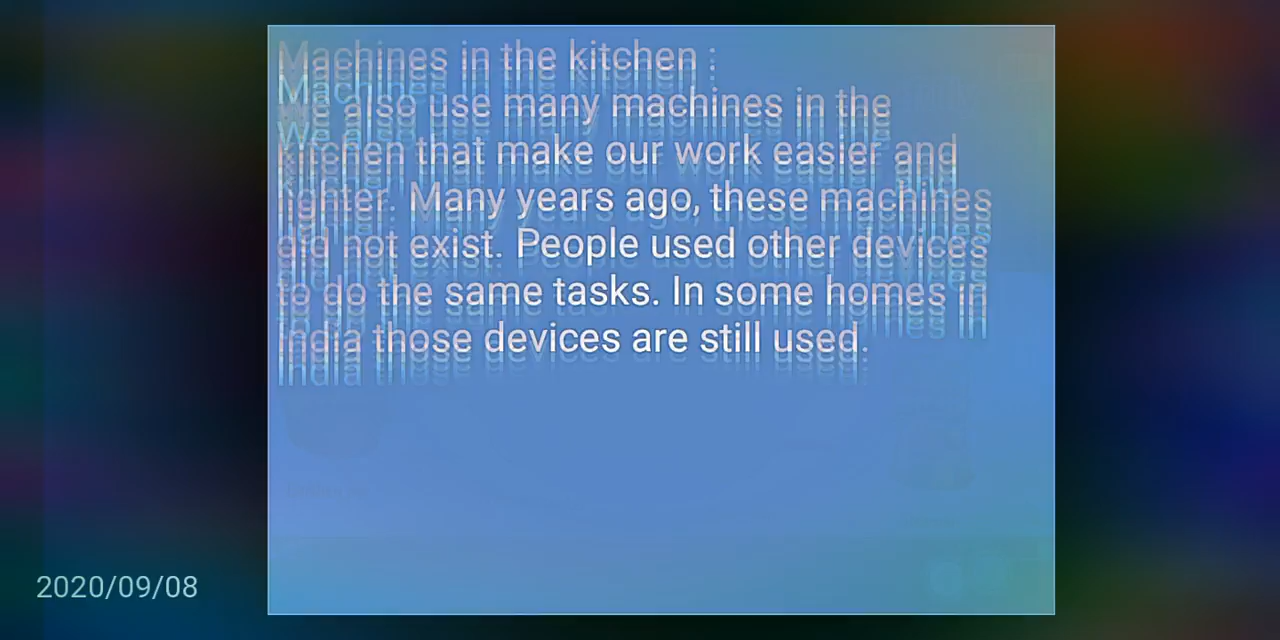 Machines in the kitchen :
We also use many machines in the
kitchen that make our work easier and
lighter. Many years ago, these machines
did not exist. People used other devices
to do the same tasks. In some homes in
India those devices are still used.
2020/09/08